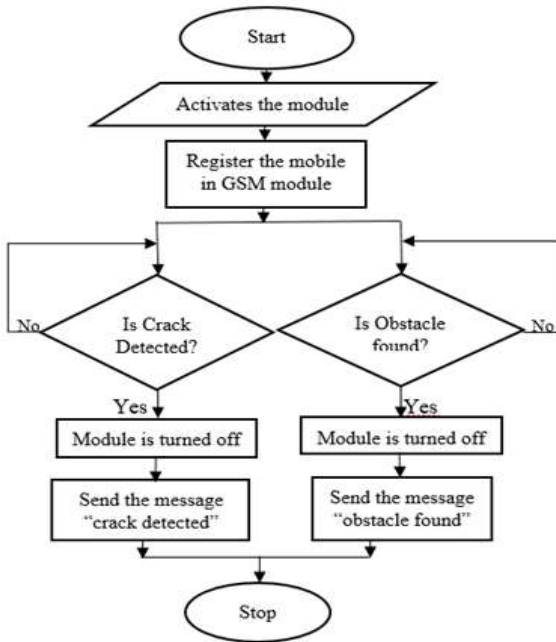 Start
Activates the module
Register the mobile
in GSM module
No
Is Crack
Detected?
Is Obstacle
found?
No
Yes
Yes
Module is turned off
Module is turned off
Send the message
“crack detected”
Send the message
“obstacle found”
Stop